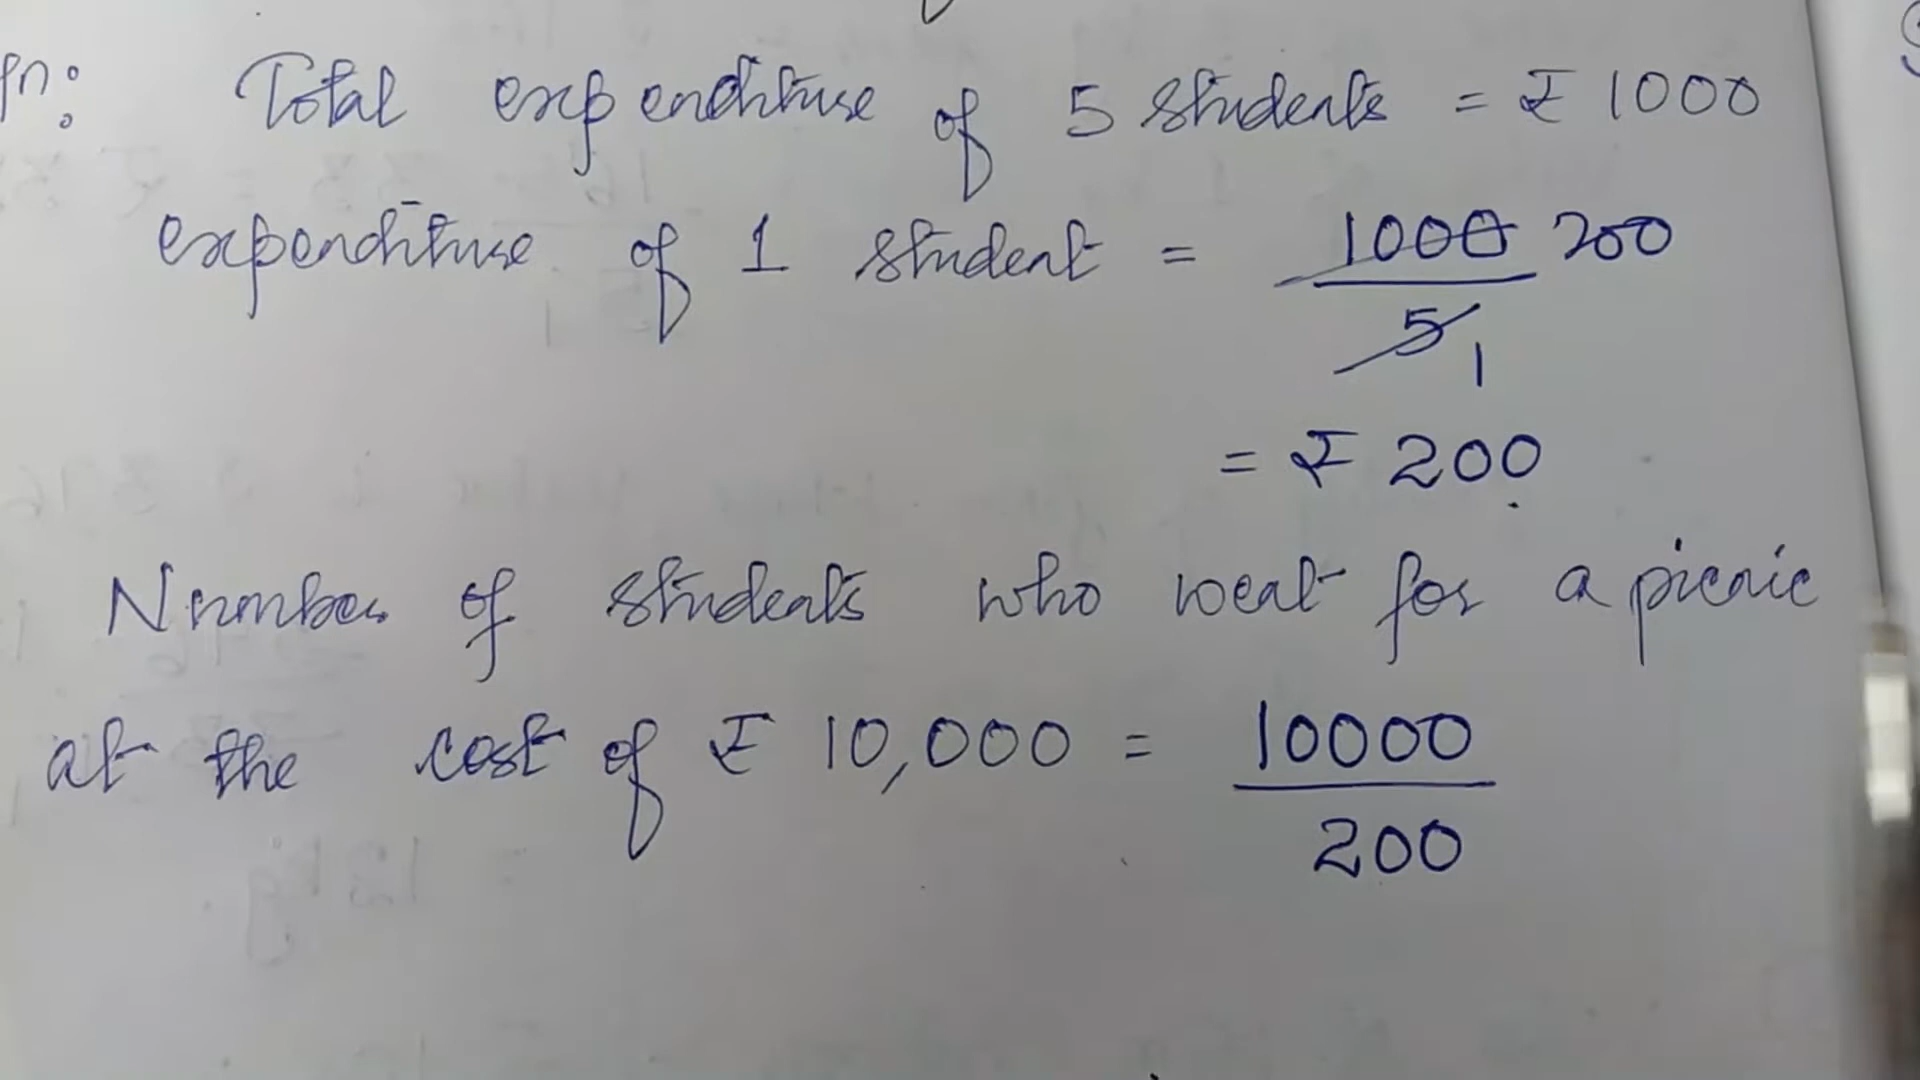 Total expenditure of 5 students = ₹ 1000
expenditure of 1 student = 1000/5 200
1
= ₹ 200
Number of students who went for a picnic
at the cost of ₹ 10,000 = 10000/200